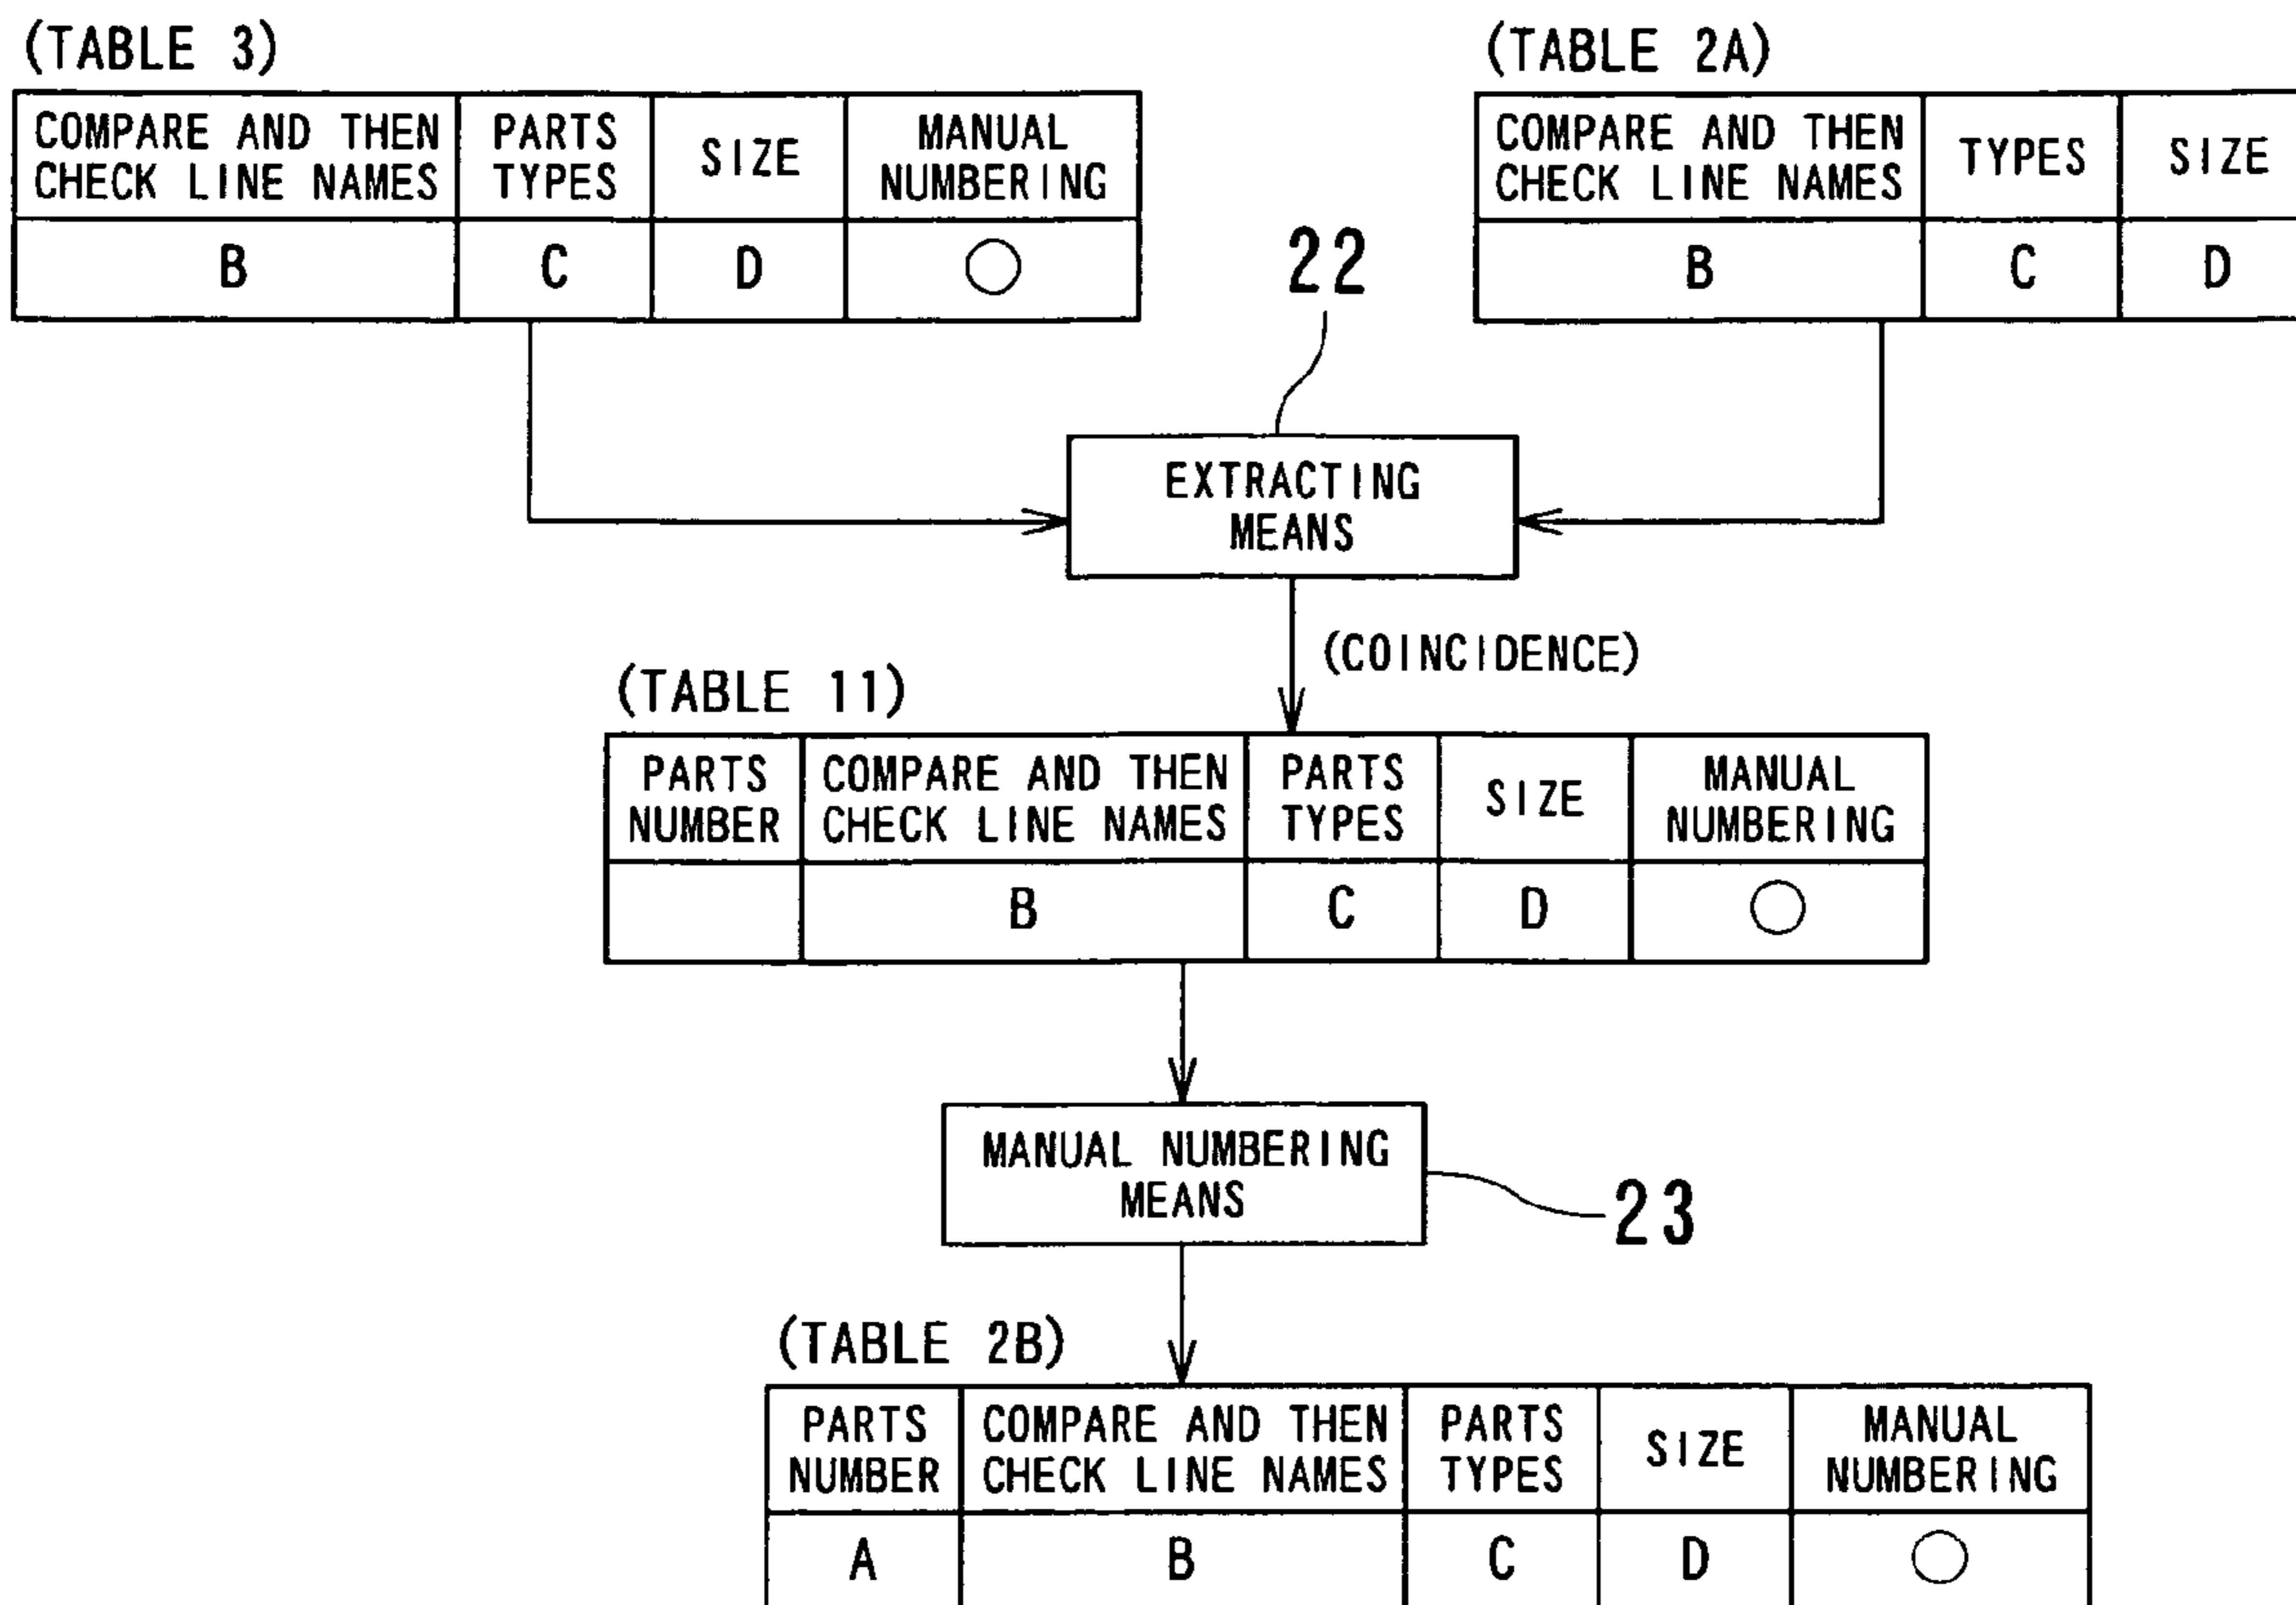 (TABLE 3)
COMPARE AND THEN CHECK LINE NAMES PARTS TYPES SIZE MANUAL NUMBERING
B C D ○
(TABLE 2A)
COMPARE AND THEN CHECK LINE NAMES TYPES SIZE
B C D
22
EXTRACTING
MEANS
(COINCIDENCE)
(TABLE 11)
PARTS NUMBER COMPARE AND THEN CHECK LINE NAMES PARTS TYPES SIZE MANUAL NUMBERING
B C D ○
MANUAL NUMBERING
MEANS
23
(TABLE 2B)
PARTS NUMBER COMPARE AND THEN CHECK LINE NAMES PARTS TYPES SIZE MANUAL NUMBERING
A B C D ○